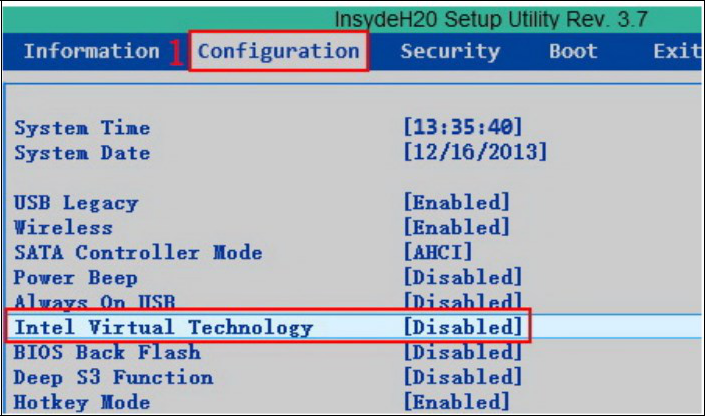 InsydeH20 Setup Utility Rev. 3.7
Information 1 Configuration Security Boot Exit
System Time [13:35:40]
System Date [12/16/2013]
USB Legacy [Enabled]
Wireless [Enabled]
SATA Controller Mode [AHCI]
Power Beep [Disabled]
Always On USB [Disabled]
Intel Virtual Technology [Disabled]
BIOS Back Flash [Disabled]
Deep S3 Function [Disabled]
Hotkey Mode [Enabled]